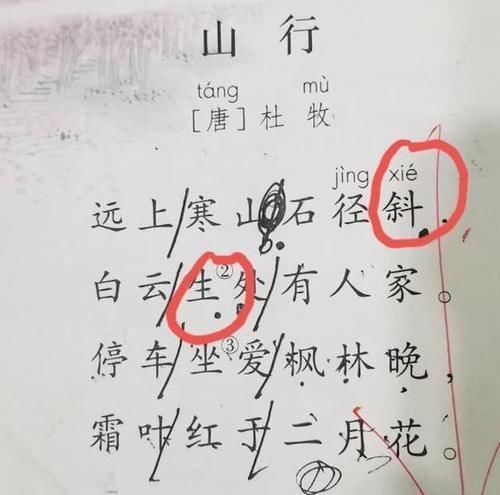 山行
táng mù
[唐]杜牧
jìng xié
远上寒山石径斜
白云生②处有人家。
停车坐③爱枫林晚，
霜叶红于二月花。